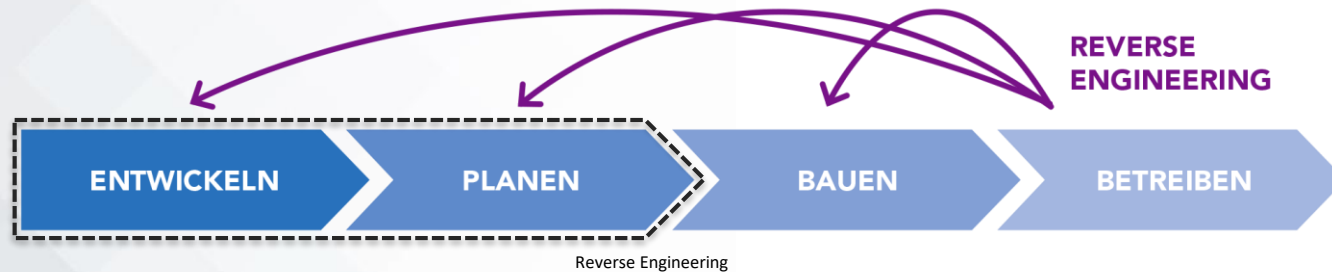 REVERSE
ENGINEERING
ENTWICKELN
PLANEN
BAUEN
BETREIBEN
Reverse Engineering